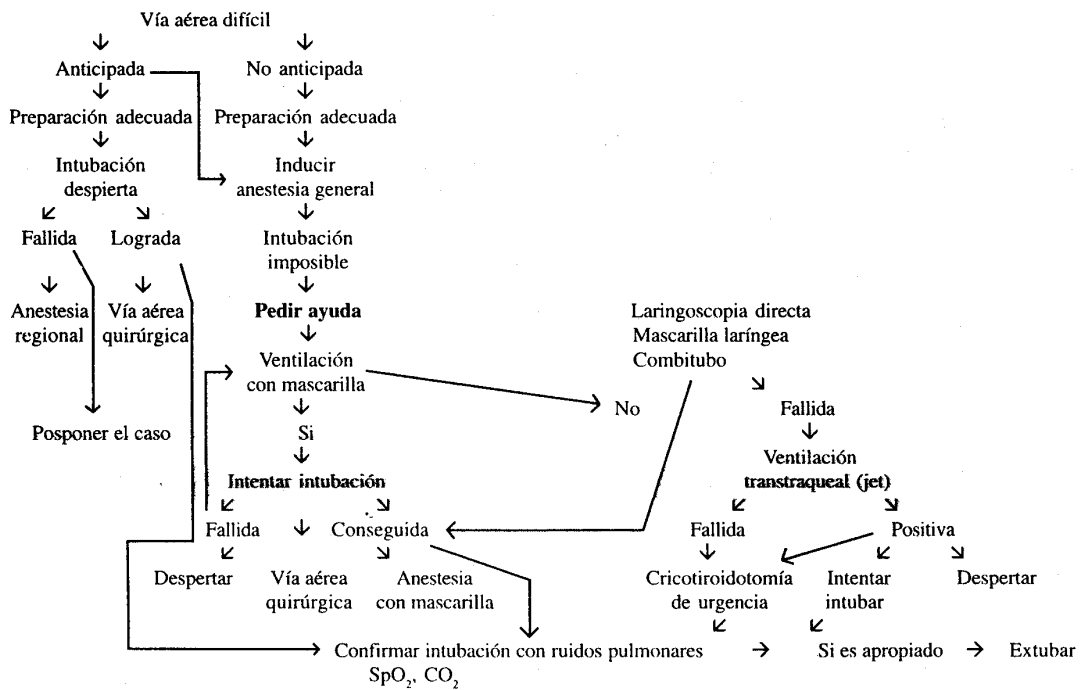 Vía aérea difícil
Anticipada
No anticipada
Preparación adecuada
Preparación adecuada
Intubación
despierta
Inducir
anestesia general
Fallida
Lograda
Intubación
imposible
Anestesia
regional
Vía aérea
quirúrgica
Pedir ayuda
Laringoscopia directa
Mascarilla laríngea
Combitubo
Ventilación
con mascarilla
No
Fallida
Posponer el caso
Si
Ventilación
transtraqueal (jet)
Intentar intubación
Fallida
Conseguida
Fallida
Positiva
Despertar
Vía aérea
quirúrgica
Anestesia
con mascarilla
Cricotiroidotomía
de urgencia
Intentar
intubar
Despertar
Confirmar intubación con ruidos pulmonares
SpO₂, CO₂
Si es apropiado
Extubar